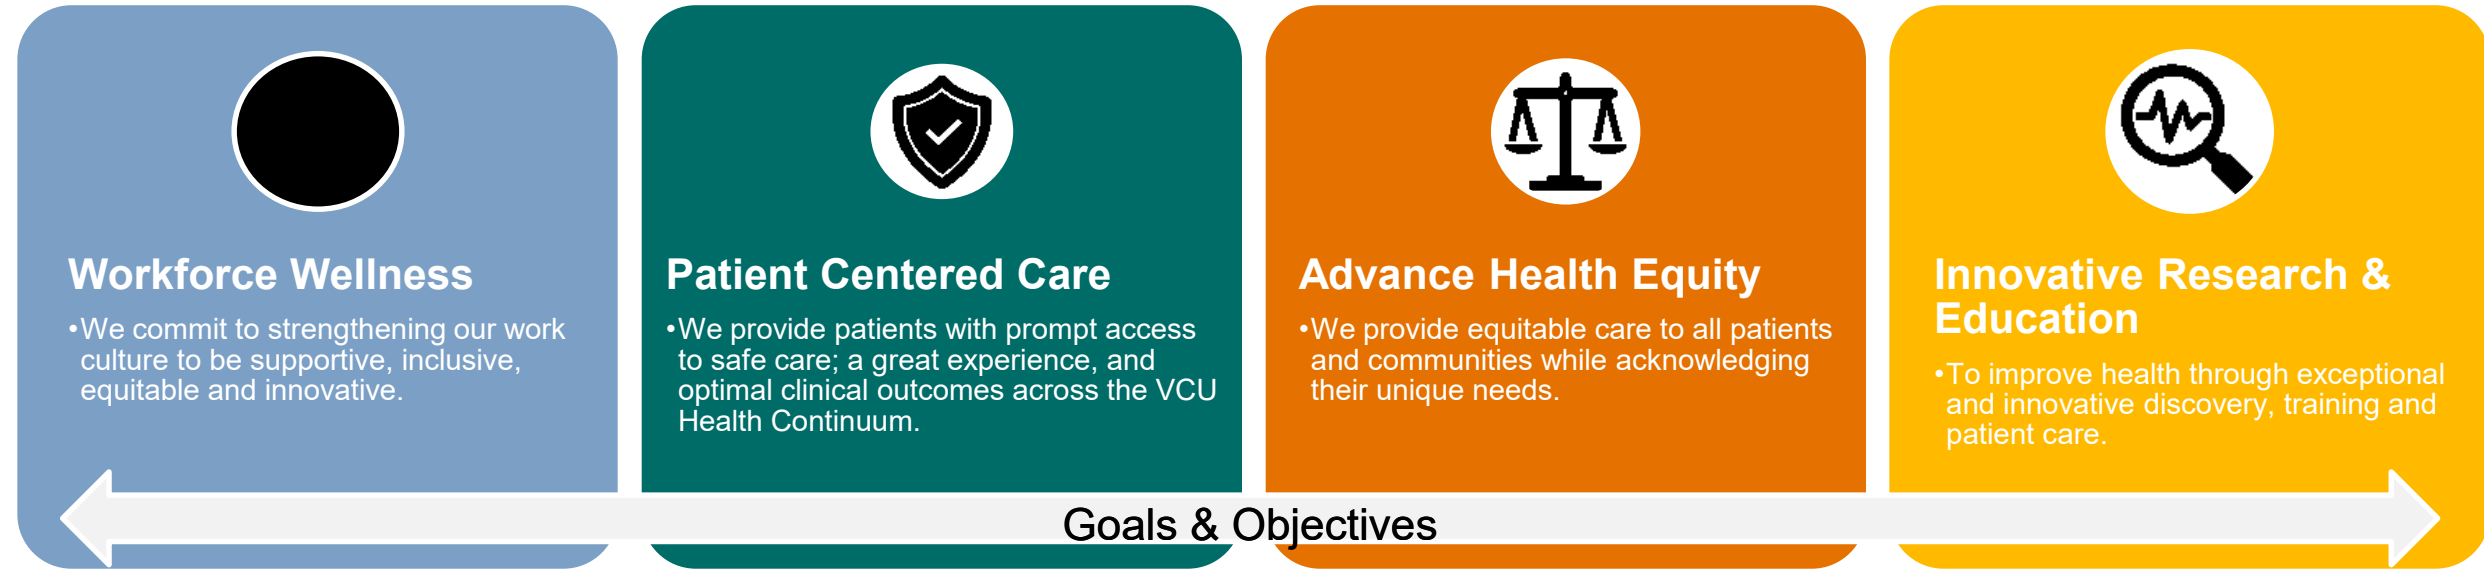 Workforce Wellness
•We commit to strengthening our work
culture to be supportive, inclusive,
equitable and innovative.
Patient Centered Care
•We provide patients with prompt access
to safe care; a great experience, and
optimal clinical outcomes across the VCU
Health Continuum.
Advance Health Equity
•We provide equitable care to all patients
and communities while acknowledging
their unique needs.
Innovative Research &
Education
•To improve health through exceptional
and innovative discovery, training and
patient care.
Goals & Objectives